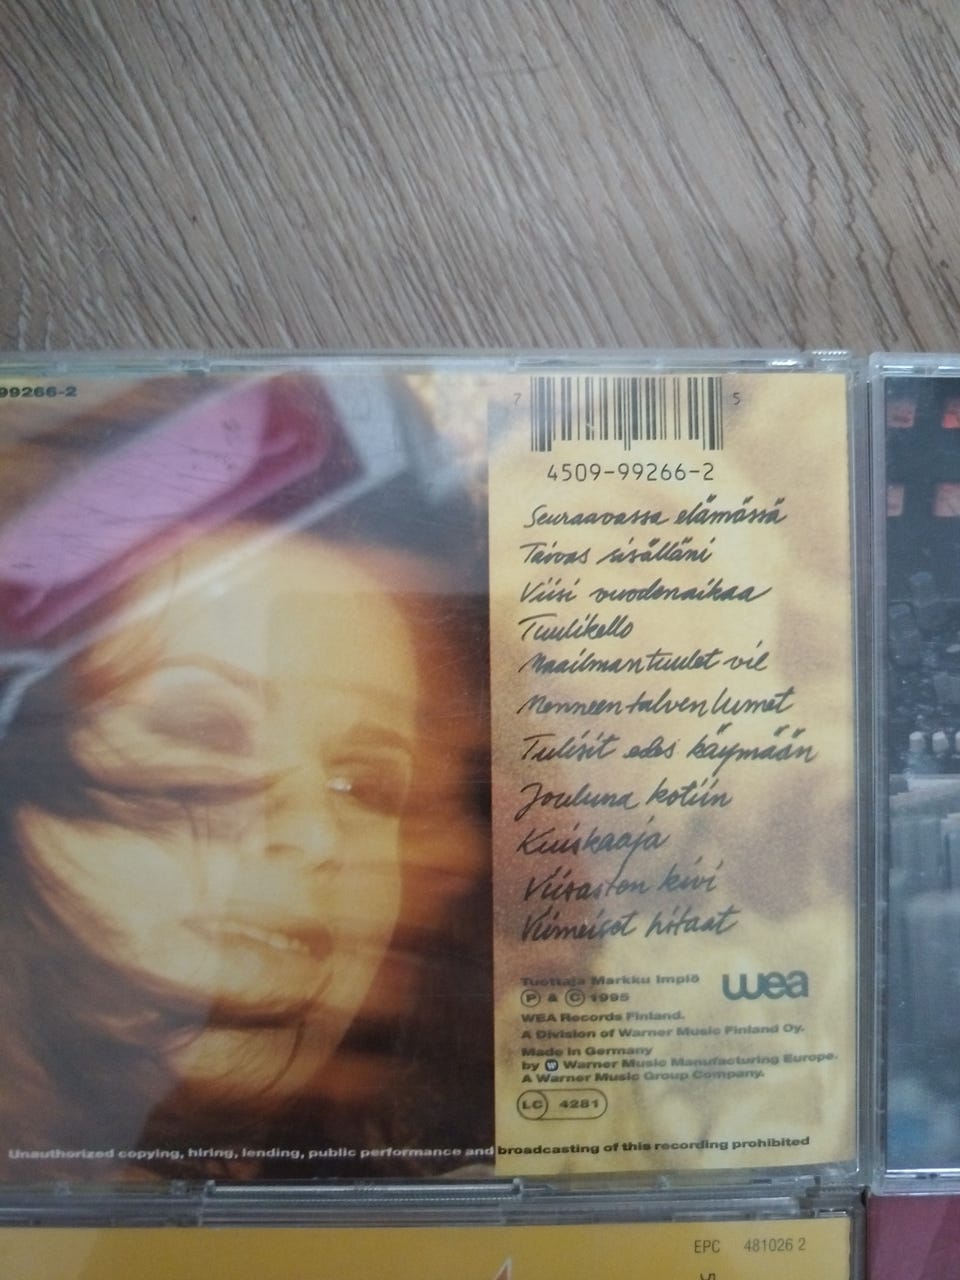 99266-2
7 5
4509-99266-2
Seuraavassa elämässä
Taivas sisälläni
Viisi vuodenaikaa
Tuulikello
Maailmantuulet vie
Menneen talven lumet
Tulisit edes käymään
Jouluna kotiin
Kuiskaaja
Viisasten kivi
Viimeiset hitaat
Tuottaja Markku Impiö
wea
Ⓟ & © 1995
WEA Records Finland.
A Division of Warner Music Finland Oy.
Made in Germany
by Warner Music Manufacturing Europe.
A Warner Music Group Company.
LC 4281
Unauthorized copying, hiring, lending, public performance and broadcasting of this recording prohibited
EPC 481026 2